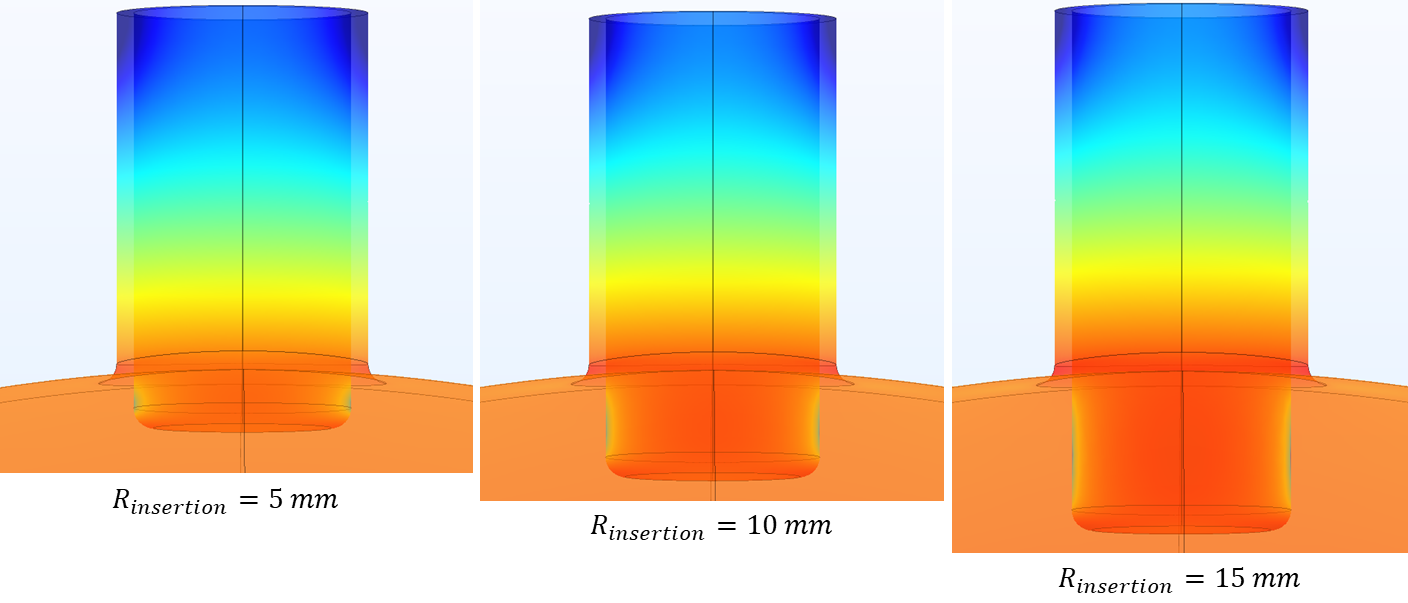 R_insertion = 5 mm
R_insertion = 10 mm
R_insertion = 15 mm